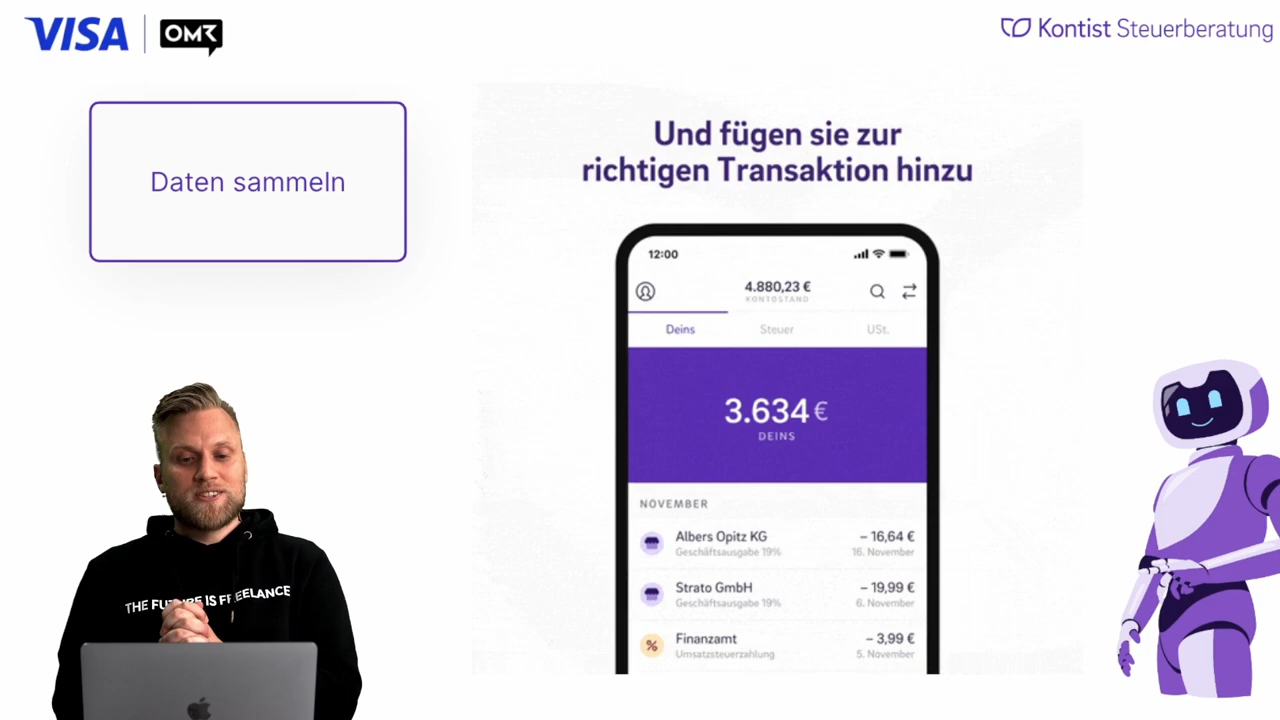 VISA
OMR
Kontist Steuerberatung
Daten sammeln
Und fügen sie zur
richtigen Transaktion hinzu
12:00
4.880,23 €
KONTOSTAND
Deins
Steuer
USt.
3.634 €
DEINS
NOVEMBER
Albers Opitz KG
– 16,64 €
Geschäftsausgabe 19%
16. November
Strato GmbH
– 19,99 €
Geschäftsausgabe 19%
6. November
%
Finanzamt
– 3,99 €
Umsatzsteuerzahlung
5. November
THE FUTURE IS FREELANCE